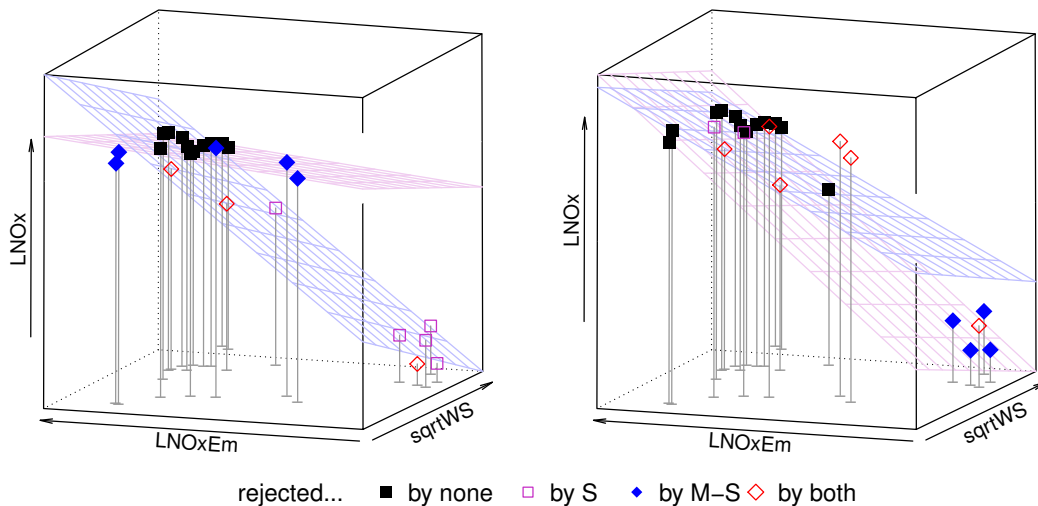 LNOx
LNOxEm
sqrtWS
LNOx
LNOxEm
sqrtWS
rejected... by none by S by M−S by both